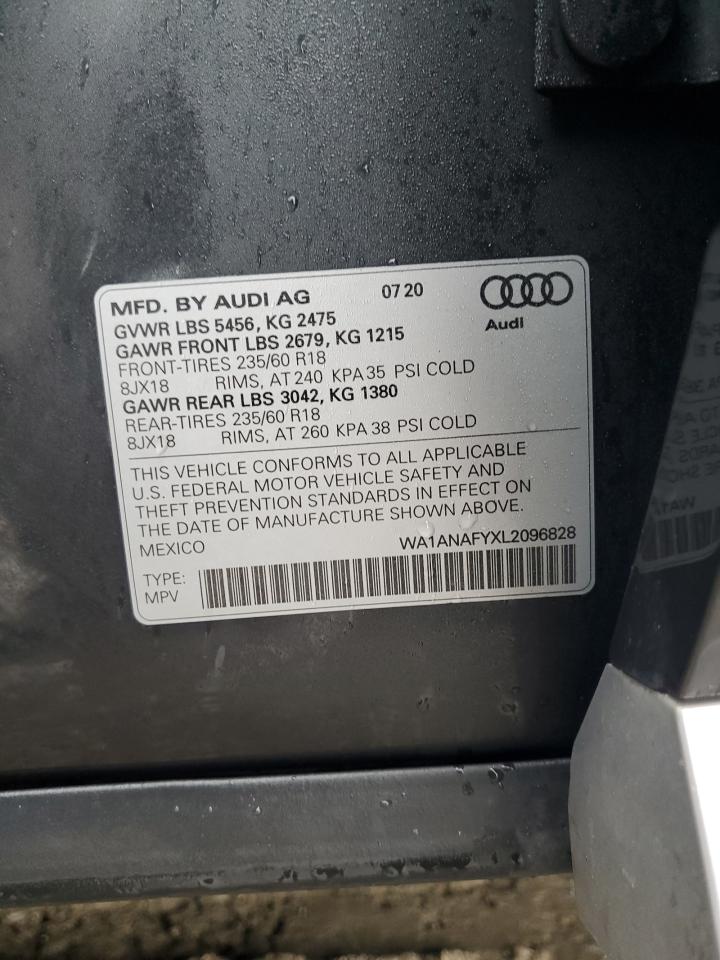 MFD. BY AUDI AG 07 20
Audi
GVWR LBS 5456, KG 2475
GAWR FRONT LBS 2679, KG 1215
FRONT-TIRES 235/60 R18
8JX18 RIMS, AT 240 KPA 35 PSI COLD
GAWR REAR LBS 3042, KG 1380
REAR-TIRES 235/60 R18
8JX18 RIMS, AT 260 KPA 38 PSI COLD
THIS VEHICLE CONFORMS TO ALL APPLICABLE
U.S. FEDERAL MOTOR VEHICLE SAFETY AND
THEFT PREVENTION STANDARDS IN EFFECT ON
THE DATE OF MANUFACTURE SHOWN ABOVE.
MEXICO WA1ANAFYXL2096828
TYPE:
MPV